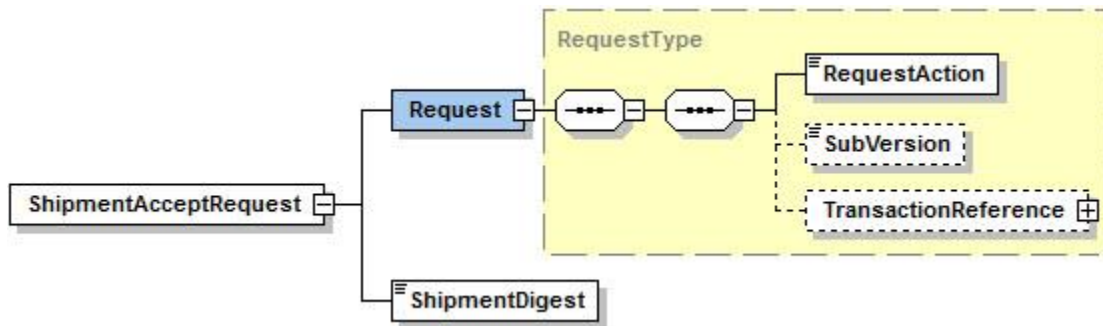 RequestType
RequestAction
Request
SubVersion
ShipmentAcceptRequest
TransactionReference
ShipmentDigest